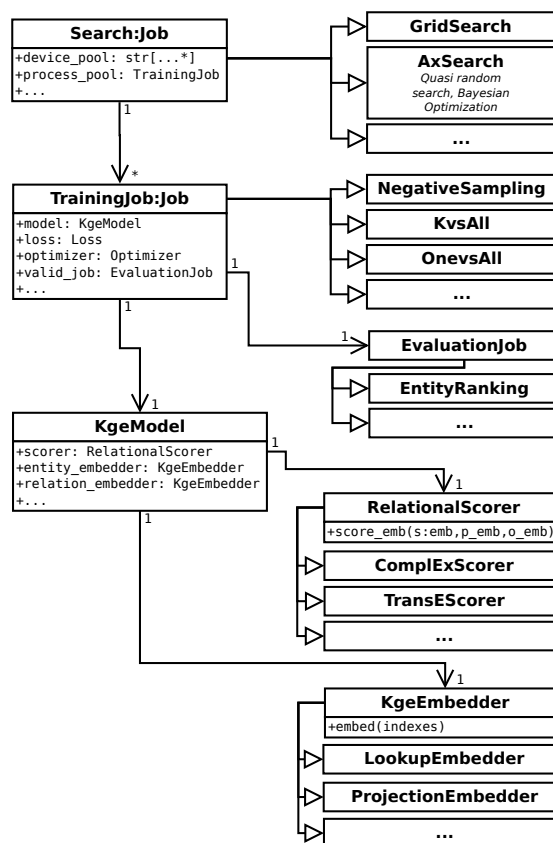 Search:Job
+device_pool: str[...*]
+process_pool: TrainingJob
+...
GridSearch
AxSearch
Quasi random
search, Bayesian
Optimization
...
1
*
TrainingJob:Job
+model: KgeModel
+loss: Loss
+optimizer: Optimizer
+valid_job: EvaluationJob
+...
NegativeSampling
KvsAll
OnevsAll
...
1
1
1
EvaluationJob
EntityRanking
...
1
KgeModel
+scorer: RelationalScorer
+entity_embedder: KgeEmbedder
+relation_embedder: KgeEmbedder
+...
1
1
1
RelationalScorer
+score_emb(s:emb,p_emb,o_emb)
ComplExScorer
TransEScorer
...
1
KgeEmbedder
+embed(indexes)
LookupEmbedder
ProjectionEmbedder
...